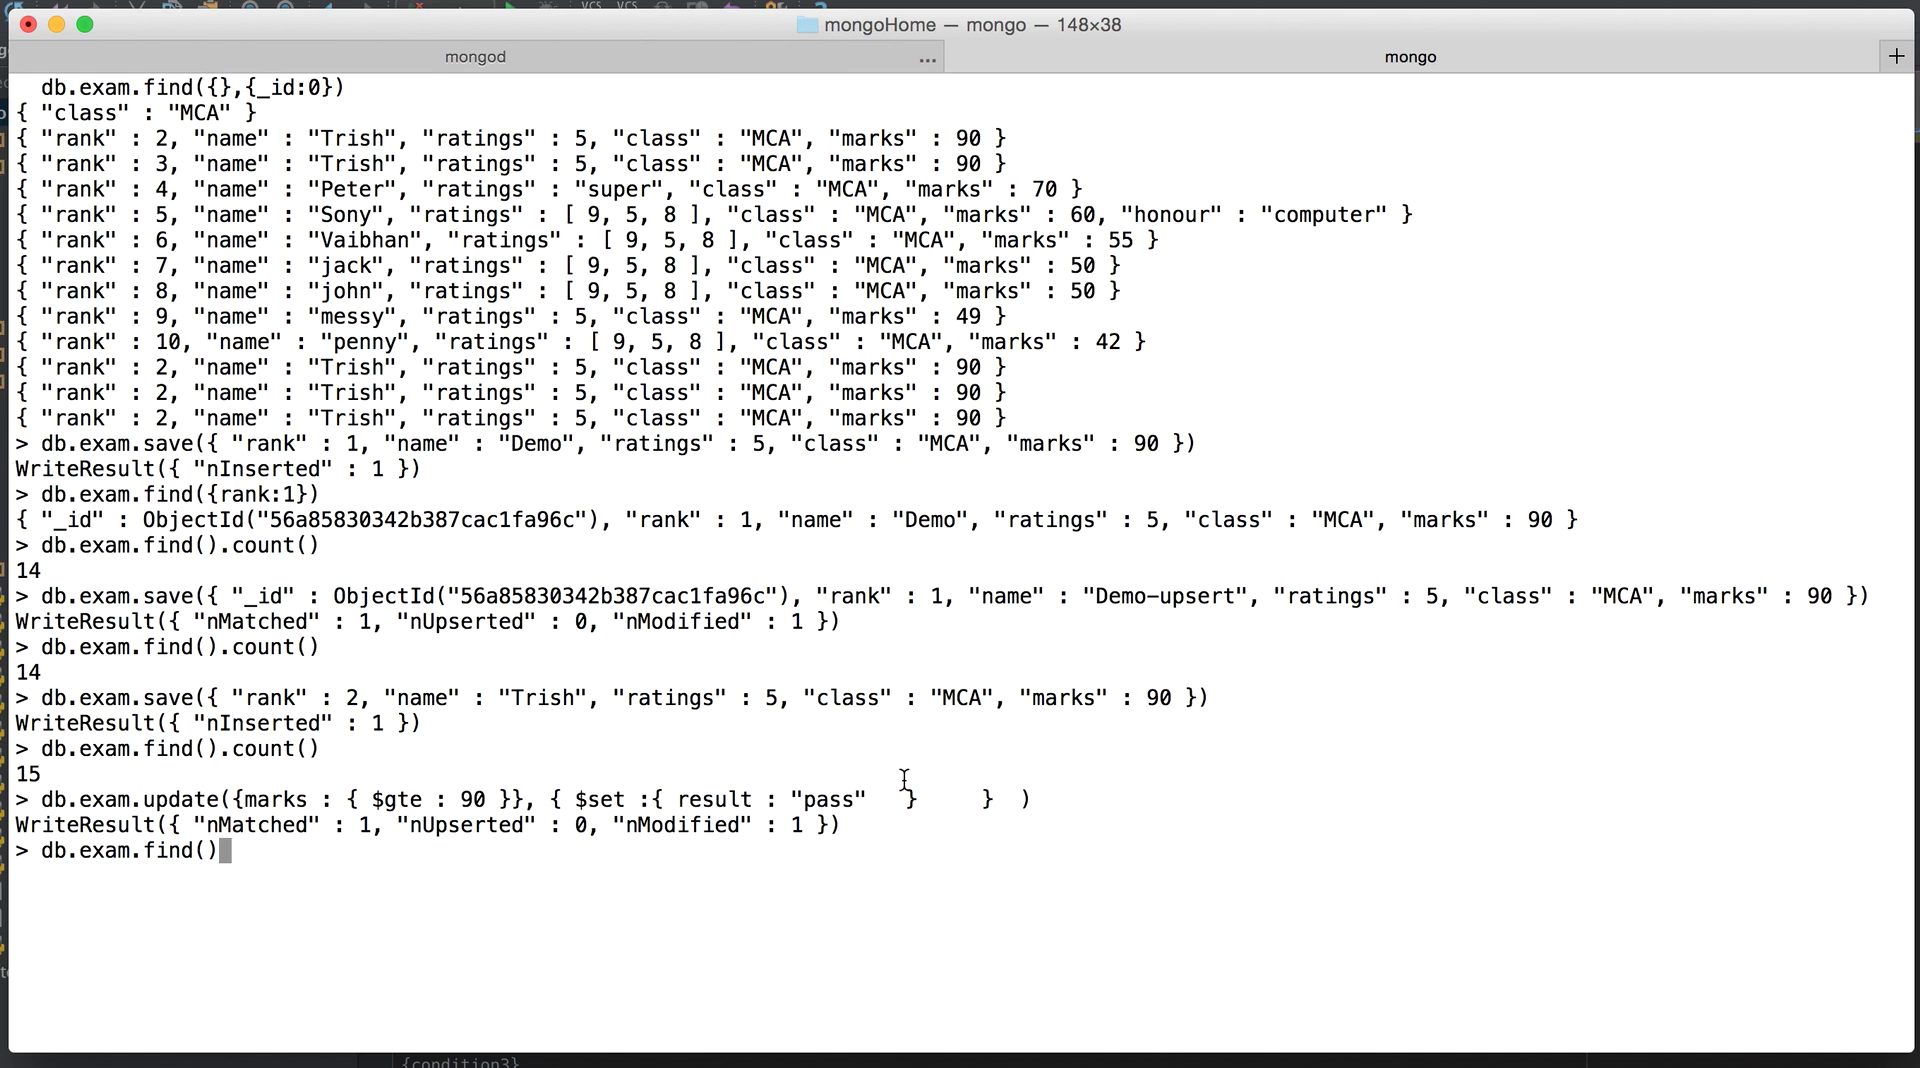 VCS VCS
mongoHome — mongo — 148×38
mongod ... mongo +
db.exam.find({},{_id:0})
{ "class" : "MCA" }
{ "rank" : 2, "name" : "Trish", "ratings" : 5, "class" : "MCA", "marks" : 90 }
{ "rank" : 3, "name" : "Trish", "ratings" : 5, "class" : "MCA", "marks" : 90 }
{ "rank" : 4, "name" : "Peter", "ratings" : "super", "class" : "MCA", "marks" : 70 }
{ "rank" : 5, "name" : "Sony", "ratings" : [ 9, 5, 8 ], "class" : "MCA", "marks" : 60, "honour" : "computer" }
{ "rank" : 6, "name" : "Vaibhan", "ratings" : [ 9, 5, 8 ], "class" : "MCA", "marks" : 55 }
{ "rank" : 7, "name" : "jack", "ratings" : [ 9, 5, 8 ], "class" : "MCA", "marks" : 50 }
{ "rank" : 8, "name" : "john", "ratings" : [ 9, 5, 8 ], "class" : "MCA", "marks" : 50 }
{ "rank" : 9, "name" : "messy", "ratings" : 5, "class" : "MCA", "marks" : 49 }
{ "rank" : 10, "name" : "penny", "ratings" : [ 9, 5, 8 ], "class" : "MCA", "marks" : 42 }
{ "rank" : 2, "name" : "Trish", "ratings" : 5, "class" : "MCA", "marks" : 90 }
{ "rank" : 2, "name" : "Trish", "ratings" : 5, "class" : "MCA", "marks" : 90 }
{ "rank" : 2, "name" : "Trish", "ratings" : 5, "class" : "MCA", "marks" : 90 }
> db.exam.save({ "rank" : 1, "name" : "Demo", "ratings" : 5, "class" : "MCA", "marks" : 90 })
WriteResult({ "nInserted" : 1 })
> db.exam.find({rank:1})
{ "_id" : ObjectId("56a85830342b387cac1fa96c"), "rank" : 1, "name" : "Demo", "ratings" : 5, "class" : "MCA", "marks" : 90 }
> db.exam.find().count()
14
> db.exam.save({ "_id" : ObjectId("56a85830342b387cac1fa96c"), "rank" : 1, "name" : "Demo-upsert", "ratings" : 5, "class" : "MCA", "marks" : 90 })
WriteResult({ "nMatched" : 1, "nUpserted" : 0, "nModified" : 1 })
> db.exam.find().count()
14
> db.exam.save({ "rank" : 2, "name" : "Trish", "ratings" : 5, "class" : "MCA", "marks" : 90 })
WriteResult({ "nInserted" : 1 })
> db.exam.find().count()
15
> db.exam.update({marks : { $gte : 90 }}, { $set :{ result : "pass"   }     }  )
WriteResult({ "nMatched" : 1, "nUpserted" : 0, "nModified" : 1 })
> db.exam.find()
{condition3}